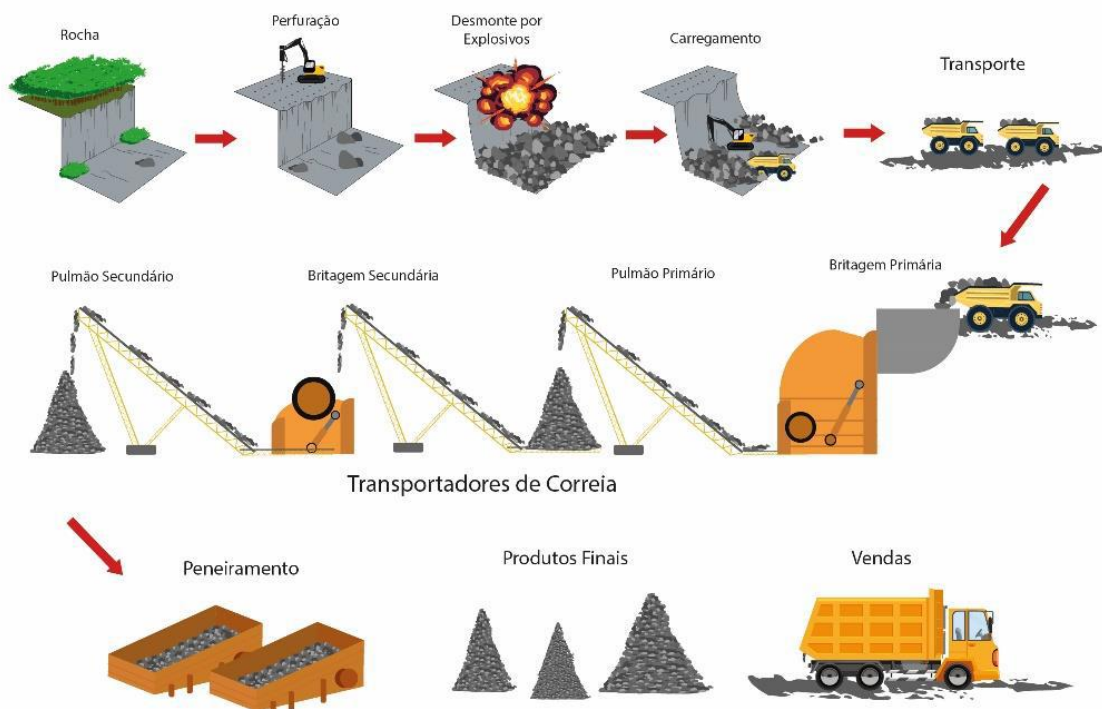 Rocha
Perfuração
Desmonte por
Explosivos
Carregamento
Transporte
Pulmão Secundário
Britagem Secundária
Pulmão Primário
Britagem Primária
Transportadores de Correia
Peneiramento
Produtos Finais
Vendas